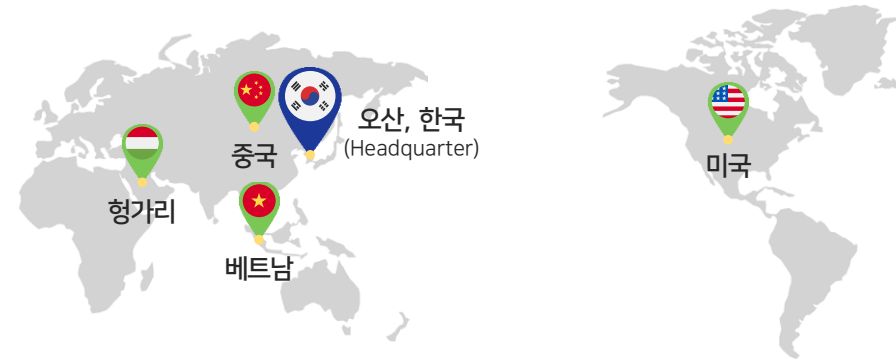 오산, 한국
(Headquarter)
중국
미국
헝가리
베트남